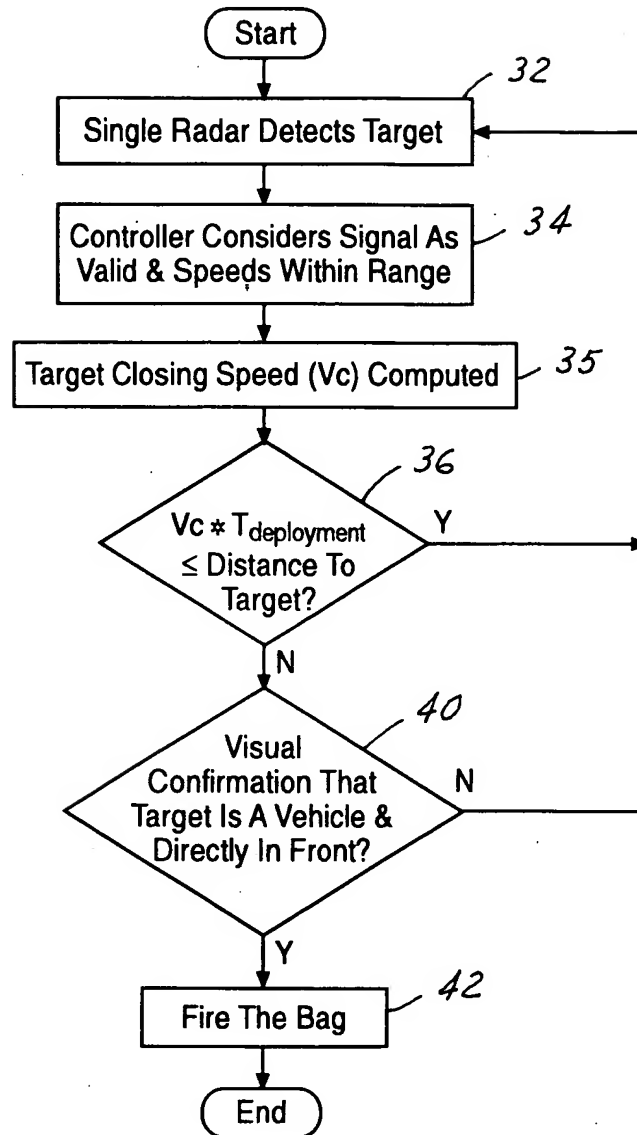 Start
32
Single Radar Detects Target
34
Controller Considers Signal As
Valid & Speeds Within Range
35
Target Closing Speed (Vc) Computed
36
Vc * Tdeployment
≤ Distance To
Target?
Y
N
40
Visual
Confirmation That
Target Is A Vehicle &
Directly In Front?
N
Y
42
Fire The Bag
End